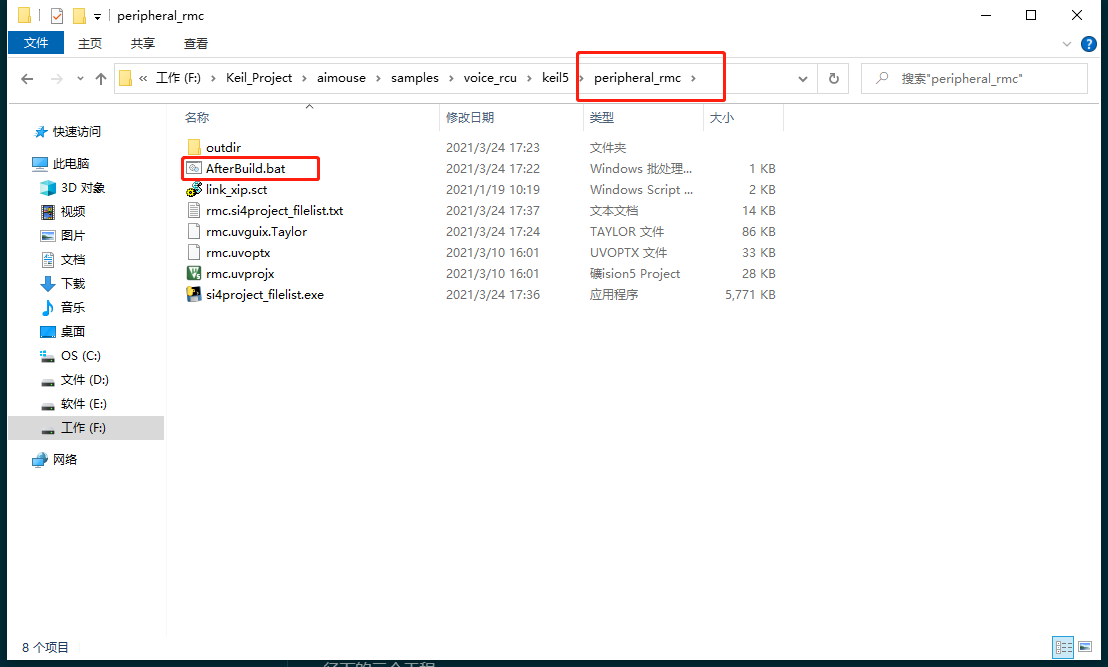 peripheral_rmc
文件 主页 共享 查看
« 工作 (F:) › Keil_Project › aimouse › samples › voice_rcu › keil5 › peripheral_rmc ›
搜索"peripheral_rmc"
名称 修改日期 类型 大小
快速访问
此电脑
3D 对象
视频
图片
文档
下载
音乐
桌面
OS (C:)
文件 (D:)
软件 (E:)
工作 (F:)
网络
outdir 2021/3/24 17:23 文件夹
AfterBuild.bat 2021/3/24 17:22 Windows 批处理... 1 KB
link_xip.sct 2021/1/19 10:19 Windows Script ... 2 KB
rmc.si4project_filelist.txt 2021/3/24 17:37 文本文档 14 KB
rmc.uvguix.Taylor 2021/3/24 17:24 TAYLOR 文件 86 KB
rmc.uvoptx 2021/3/10 16:01 UVOPTX 文件 33 KB
rmc.uvprojx 2021/3/10 16:01 礦ision5 Project 28 KB
si4project_filelist.exe 2021/3/24 17:36 应用程序 5,771 KB
8 个项目